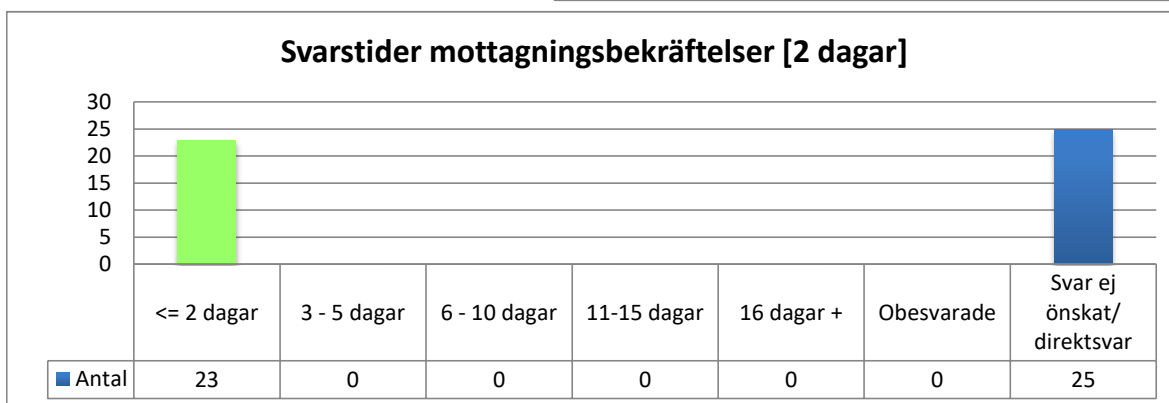 Svarstider mottagningsbekräftelser [2 dagar]
30
25
20
15
10
5
0
<= 2 dagar 3 - 5 dagar 6 - 10 dagar 11-15 dagar 16 dagar + Obesvarade Svar ej
önskat/
direktsvar
Antal 23 0 0 0 0 0 25